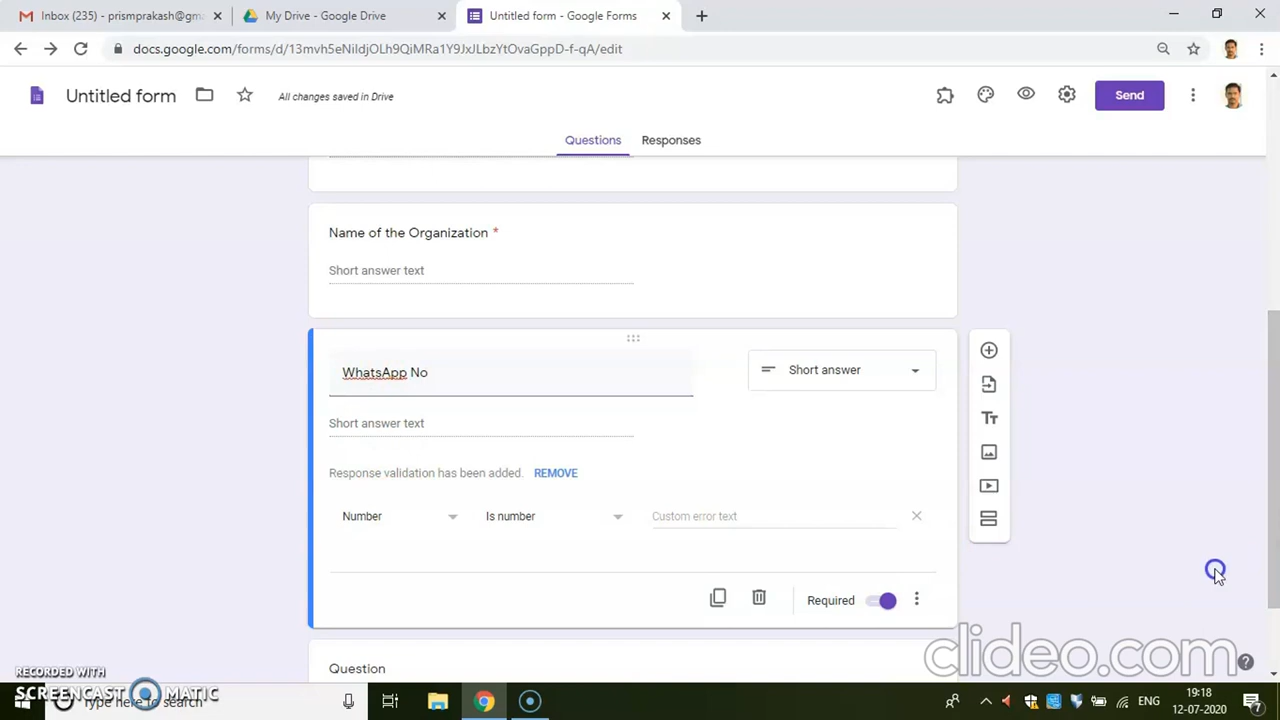 Inbox (235) - prismprakash@gm
My Drive - Google Drive
Untitled form - Google Forms
docs.google.com/forms/d/13mvh5eNildjOLh9QiMRa1Y9JxJLbzYtOvaGppD-f-qA/edit
Untitled form
All changes saved in Drive
Send
Questions
Responses
Name of the Organization *
Short answer text
WhatsApp No
Short answer
Short answer text
Response validation has been added. REMOVE
Number
Is number
Custom error text
Required
Question
clideo.com
RECORDED WITH
SCREENCAST MATIC
Type here to search
ENG
19:18
12-07-2020
7